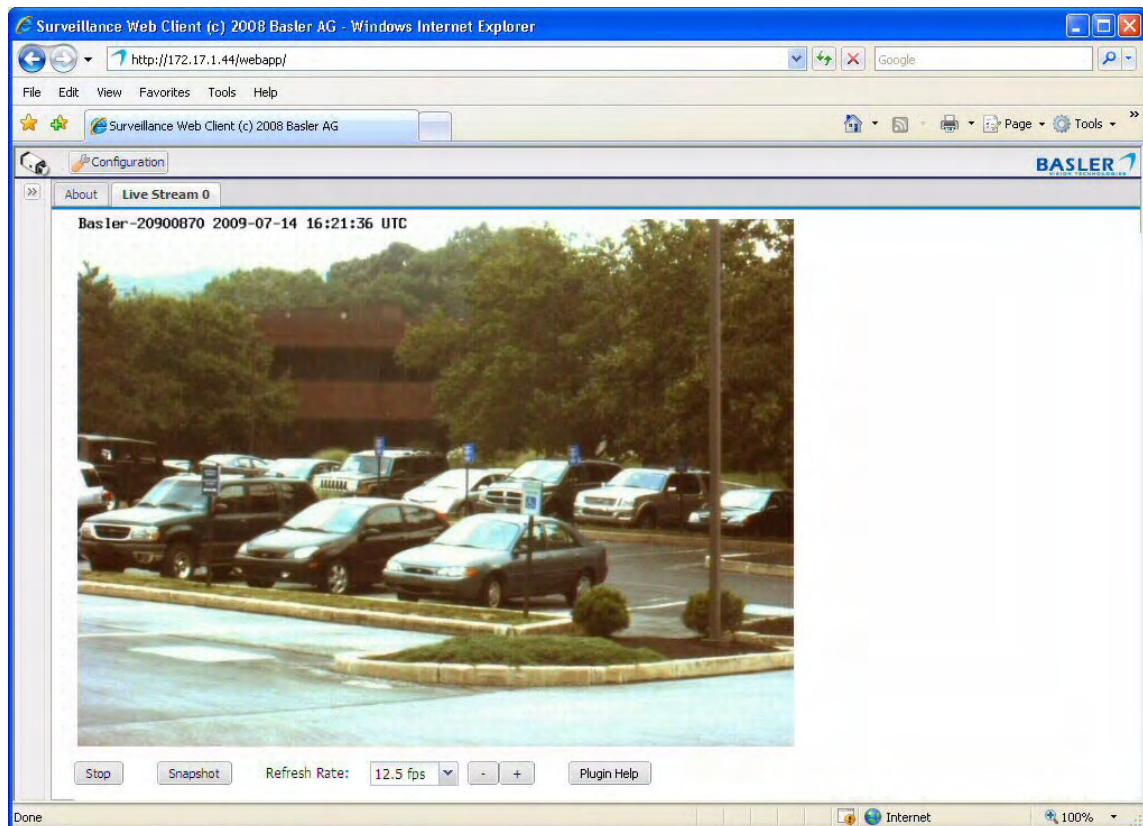 Surveillance Web Client (c) 2008 Basler AG - Windows Internet Explorer
http://172.17.1.44/webapp/
Google
File Edit View Favorites Tools Help
Surveillance Web Client (c) 2008 Basler AG
Page Tools »
Configuration
BASLER
VISION TECHNOLOGIES
» About Live Stream 0
Basler-20900870 2009-07-14 16:21:36 UTC
Stop Snapshot Refresh Rate: 12.5 fps - + Plugin Help
Done Internet 100%